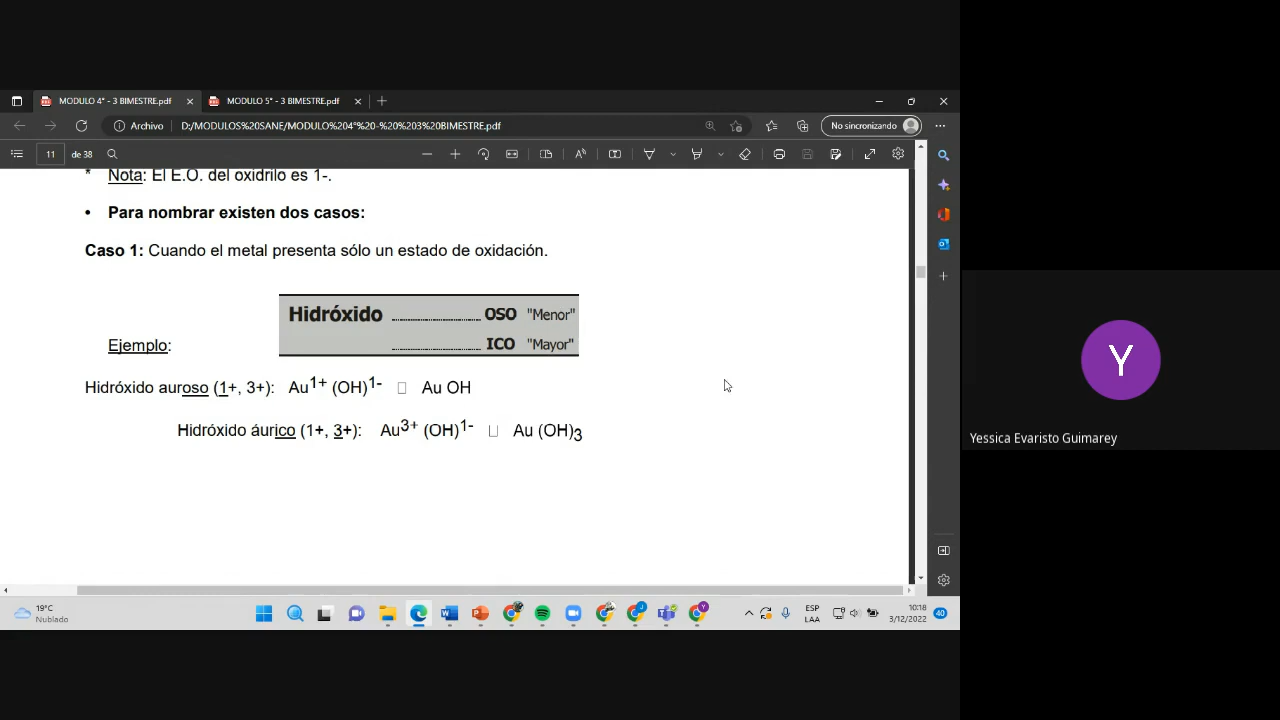 MODULO 4° - 3 BIMESTRE.pdf
MODULO 5° - 3 BIMESTRE.pdf
Archivo
D:/MODULOS%20SANE/MODULO%204°%20-%20%203%20BIMESTRE.pdf
No sincronizando
11
de 38
* Nota: El E.O. del oxidrilo es 1-.
• Para nombrar existen dos casos:
Caso 1: Cuando el metal presenta sólo un estado de oxidación.
Hidróxido .......... OSO "Menor"
.......... ICO "Mayor"
Ejemplo:
Hidróxido auroso (1+, 3+): Au1+ (OH)1- □ Au OH
Hidróxido áurico (1+, 3+): Au3+ (OH)1- □ Au (OH)3
Y
Yessica Evaristo Guimarey
19°C
Nublado
ESP
LAA
10:18
3/12/2022
40